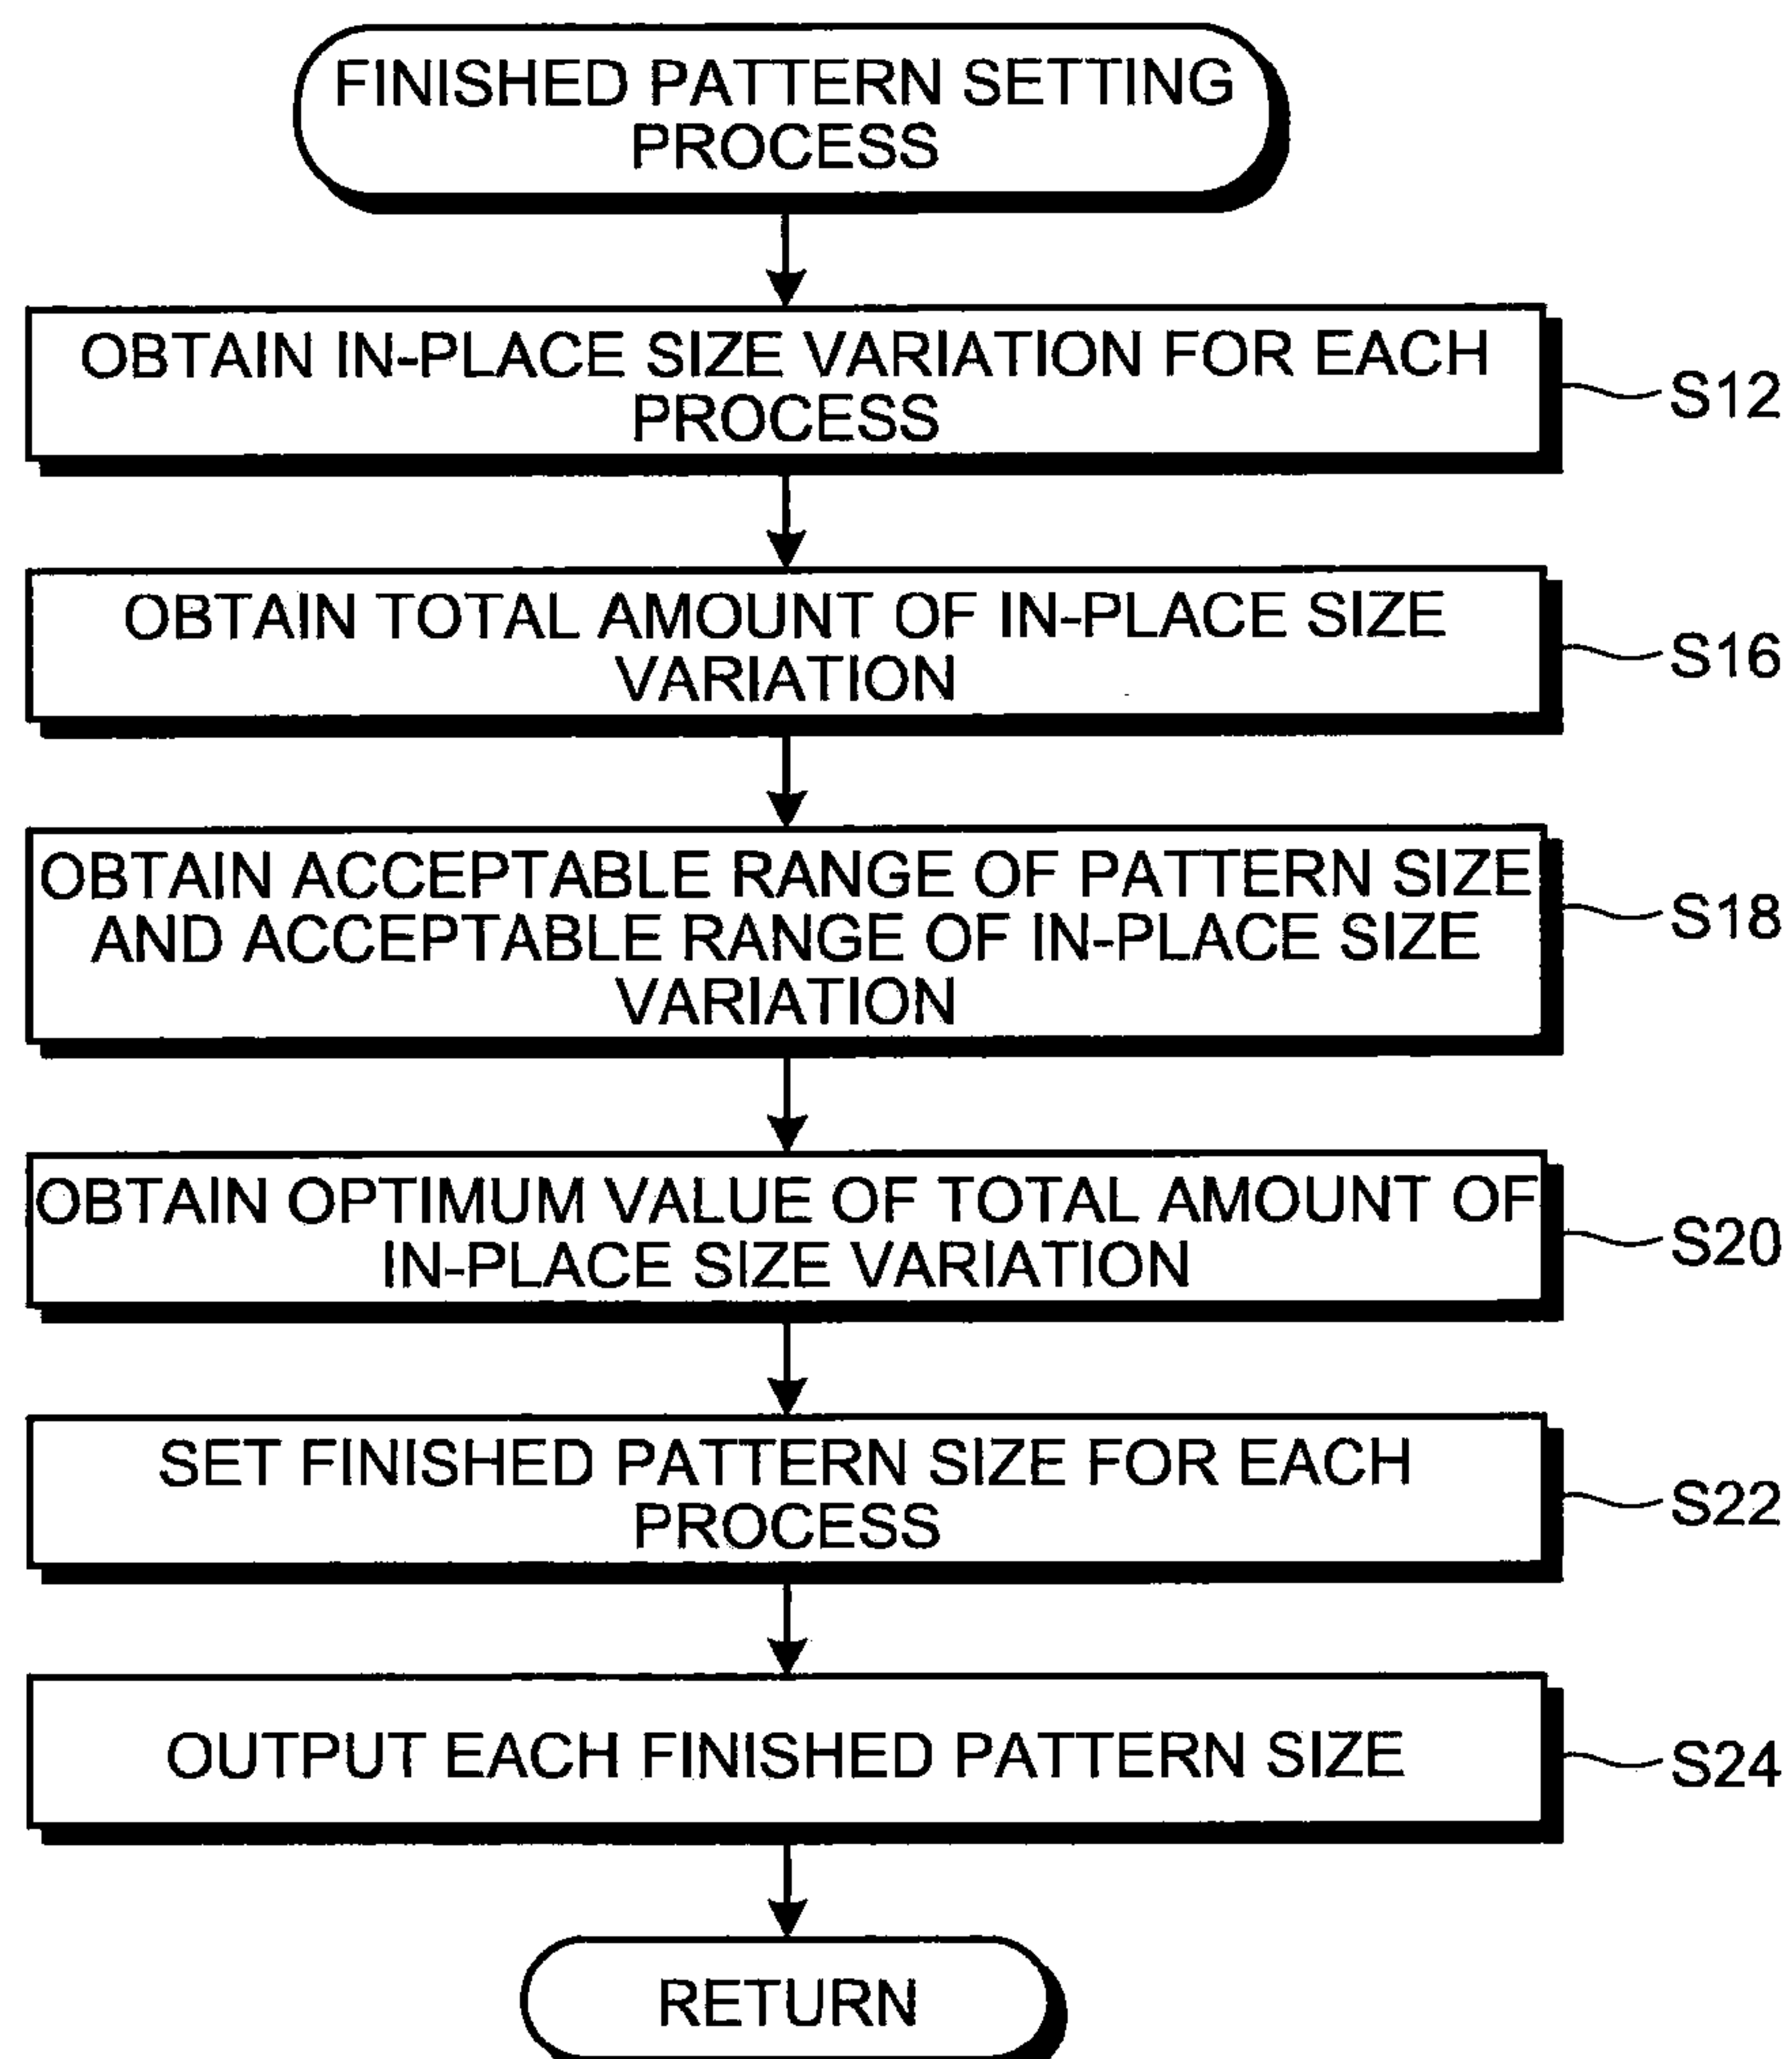 FINISHED PATTERN SETTING
PROCESS
OBTAIN IN-PLACE SIZE VARIATION FOR EACH
PROCESS
S12
OBTAIN TOTAL AMOUNT OF IN-PLACE SIZE
VARIATION
S16
OBTAIN ACCEPTABLE RANGE OF PATTERN SIZE
AND ACCEPTABLE RANGE OF IN-PLACE SIZE
VARIATION
S18
OBTAIN OPTIMUM VALUE OF TOTAL AMOUNT OF
IN-PLACE SIZE VARIATION
S20
SET FINISHED PATTERN SIZE FOR EACH
PROCESS
S22
OUTPUT EACH FINISHED PATTERN SIZE
S24
RETURN